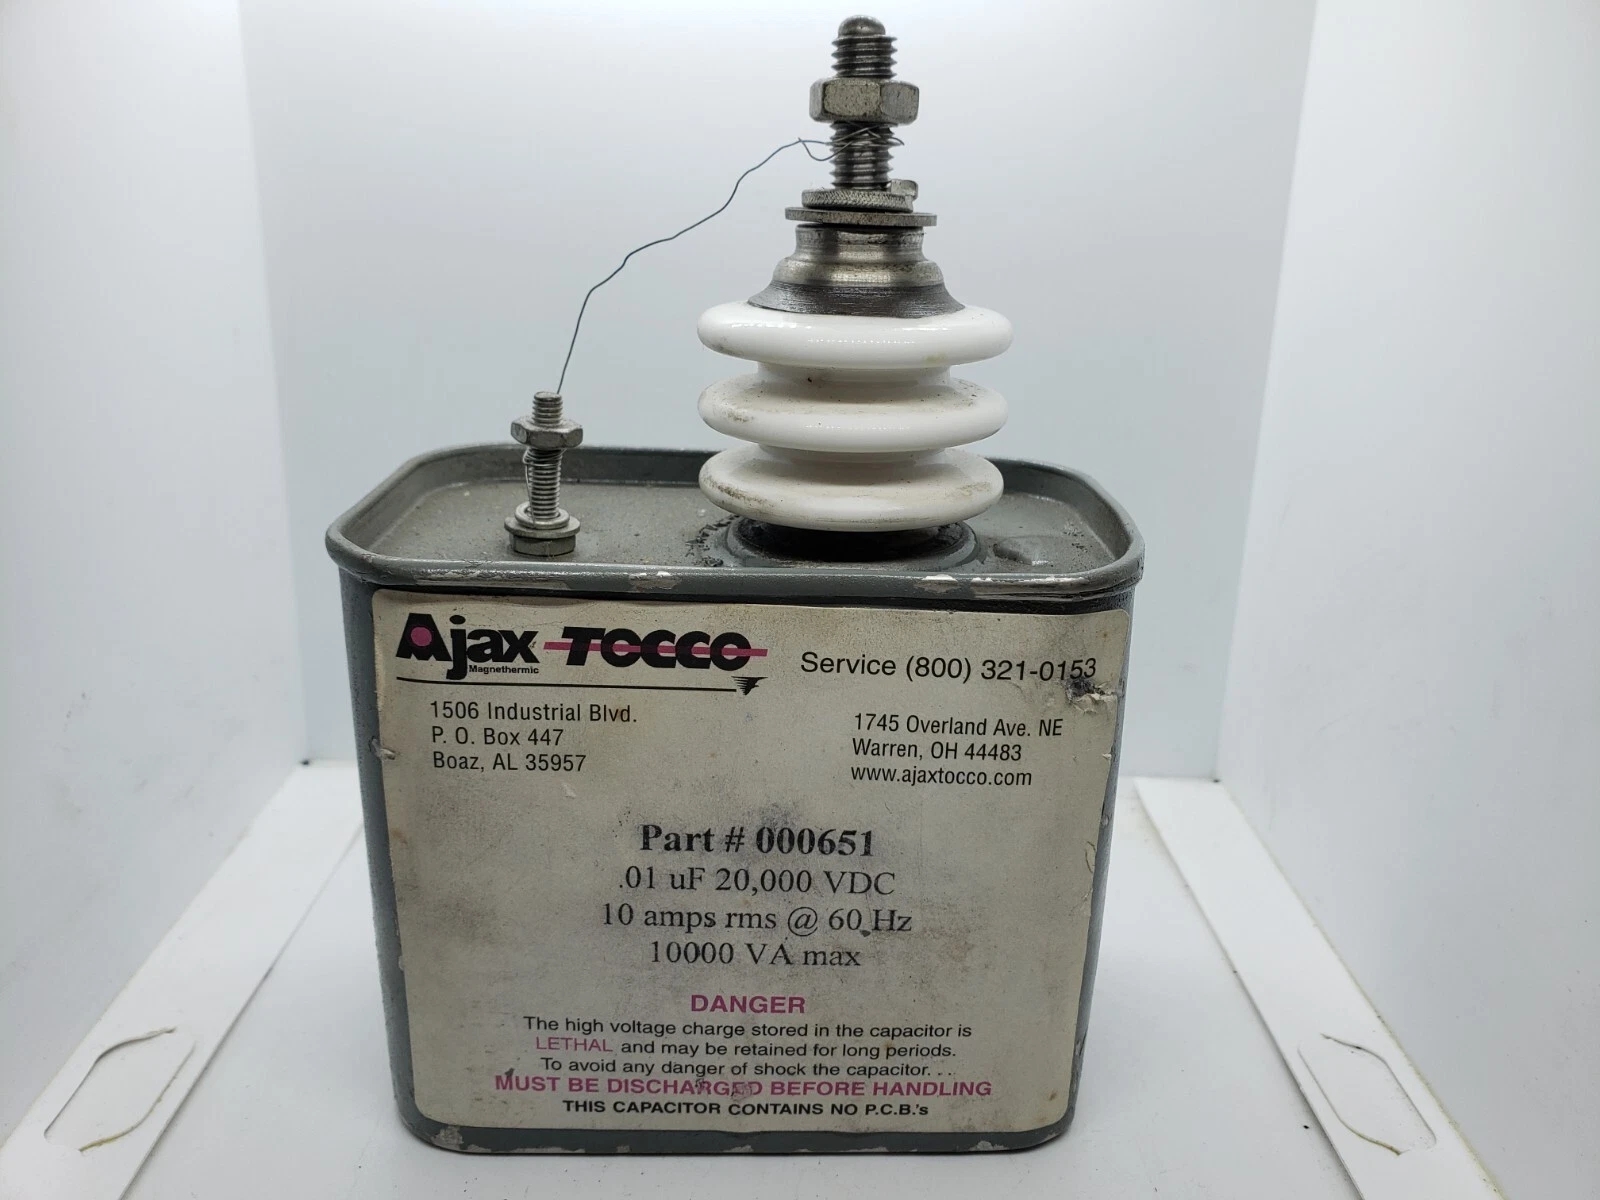 Ajax TOCCO
Magnethermic
Service (800) 321-0153
1506 Industrial Blvd.
P. O. Box 447
Boaz, AL 35957
1745 Overland Ave. NE
Warren, OH 44483
www.ajaxtocco.com
Part # 000651
.01 uF 20,000 VDC
10 amps rms @ 60 Hz
10000 VA max
DANGER
The high voltage charge stored in the capacitor is
LETHAL and may be retained for long periods.
To avoid any danger of shock the capacitor. . .
MUST BE DISCHARGED BEFORE HANDLING
THIS CAPACITOR CONTAINS NO P.C.B.'s